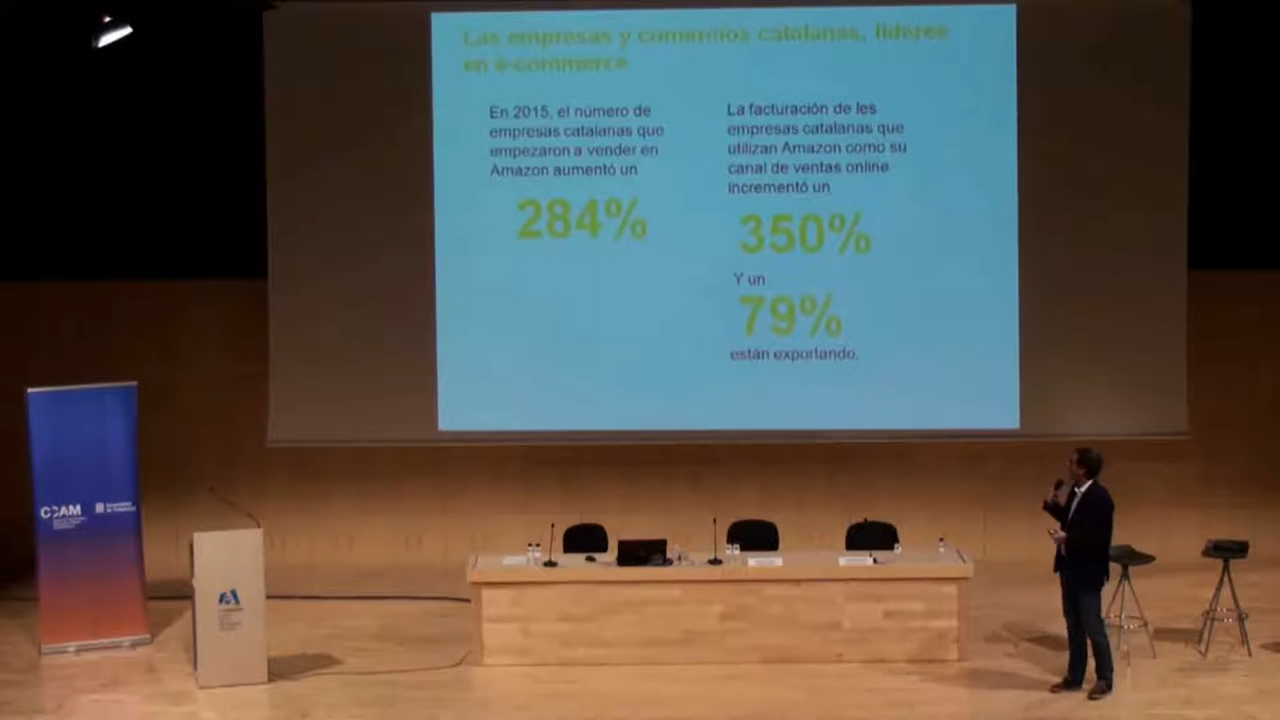 Las empresas y comercios catalanas, líderes
en e-commerce
En 2015, el número de
empresas catalanas que
empezaron a vender en
Amazon aumentó un
284%
La facturación de les
empresas catalanas que
utilizan Amazon como su
canal de ventas online
incrementó un
350%
Y un
79%
están exportando.
CCAM